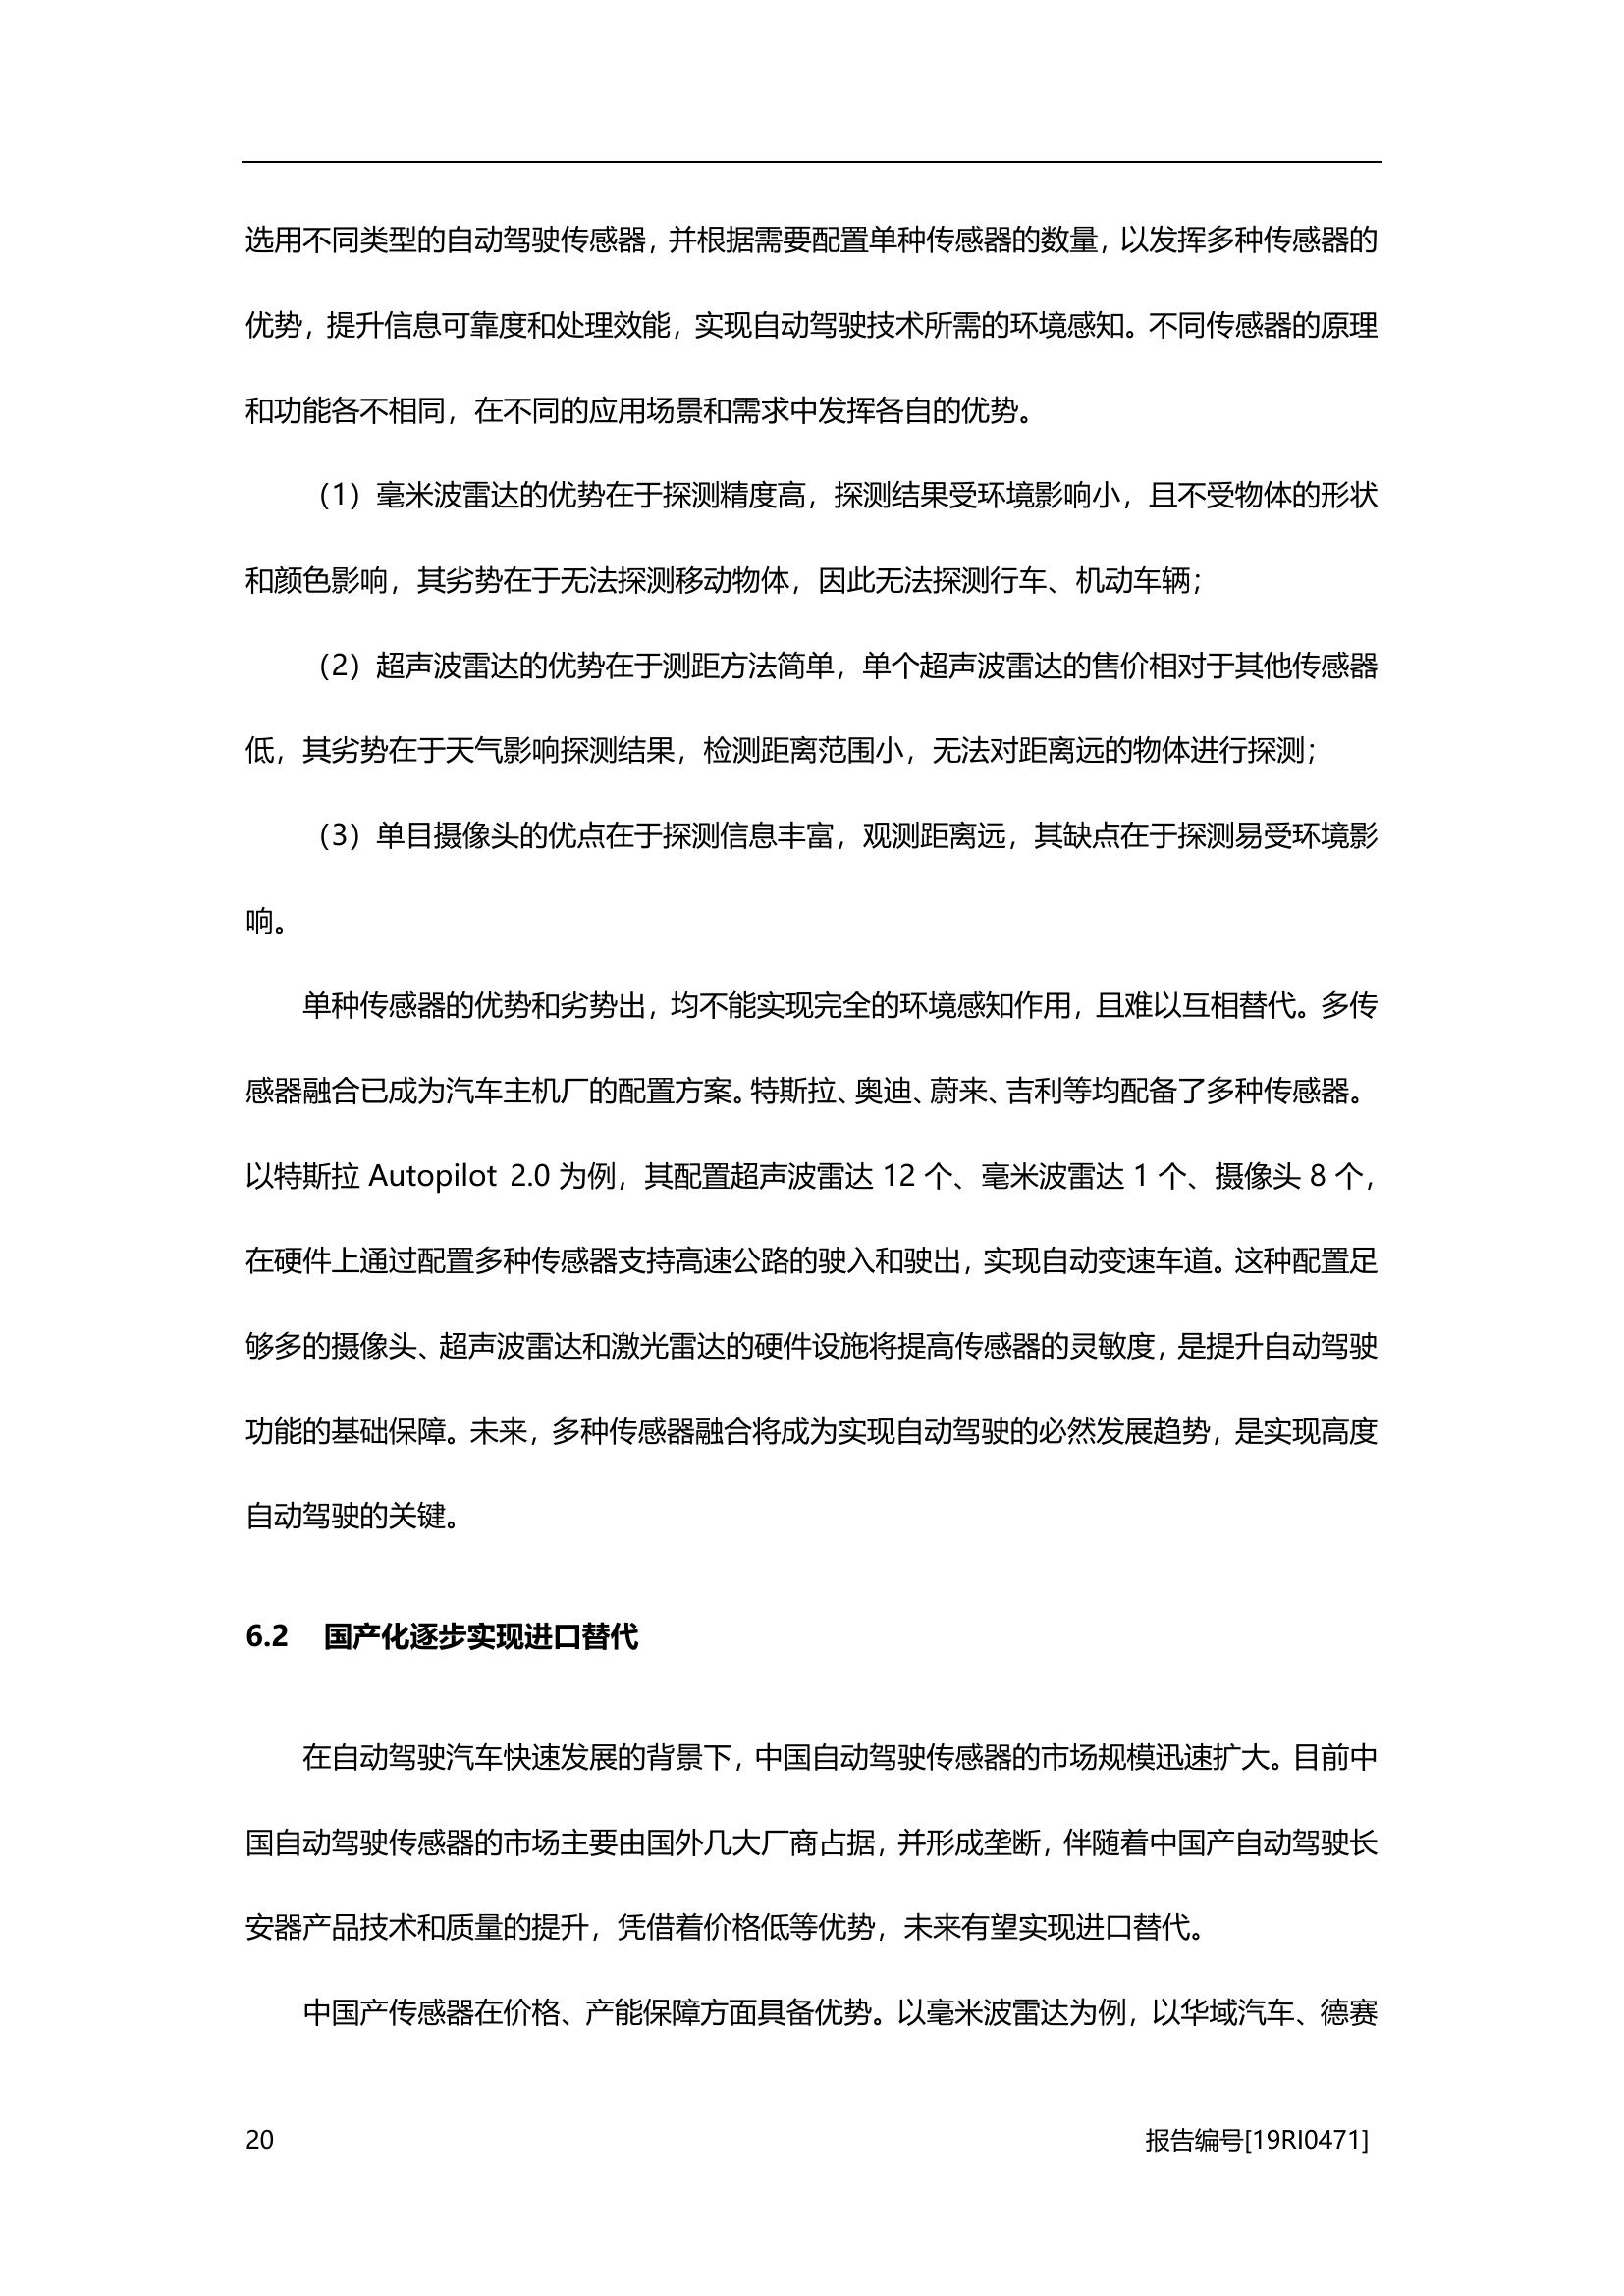 选用不同类型的自动驾驶传感器，并根据需要配置单种传感器的数量，以发挥多种传感器的
优势，提升信息可靠度和处理效能，实现自动驾驶技术所需的环境感知。不同传感器的原理
和功能各不相同，在不同的应用场景和需求中发挥各自的优势。
（1）毫米波雷达的优势在于探测精度高，探测结果受环境影响小，且不受物体的形状
和颜色影响，其劣势在于无法探测移动物体，因此无法探测行车、机动车辆；
（2）超声波雷达的优势在于测距方法简单，单个超声波雷达的售价相对于其他传感器
低，其劣势在于天气影响探测结果，检测距离范围小，无法对距离远的物体进行探测；
（3）单目摄像头的优点在于探测信息丰富，观测距离远，其缺点在于探测易受环境影
响。
单种传感器的优势和劣势出，均不能实现完全的环境感知作用，且难以互相替代。多传
感器融合已成为汽车主机厂的配置方案。特斯拉、奥迪、蔚来、吉利等均配备了多种传感器。
以特斯拉 Autopilot 2.0 为例，其配置超声波雷达 12 个、毫米波雷达 1 个、摄像头 8 个，
在硬件上通过配置多种传感器支持高速公路的驶入和驶出，实现自动变速车道。这种配置足
够多的摄像头、超声波雷达和激光雷达的硬件设施将提高传感器的灵敏度，是提升自动驾驶
功能的基础保障。未来，多种传感器融合将成为实现自动驾驶的必然发展趋势，是实现高度
自动驾驶的关键。
6.2 国产化逐步实现进口替代
在自动驾驶汽车快速发展的背景下，中国自动驾驶传感器的市场规模迅速扩大。目前中
国自动驾驶传感器的市场主要由国外几大厂商占据，并形成垄断，伴随着中国产自动驾驶长
安器产品技术和质量的提升，凭借着价格低等优势，未来有望实现进口替代。
中国产传感器在价格、产能保障方面具备优势。以毫米波雷达为例，以华域汽车、德赛
20 报告编号[19RI0471]